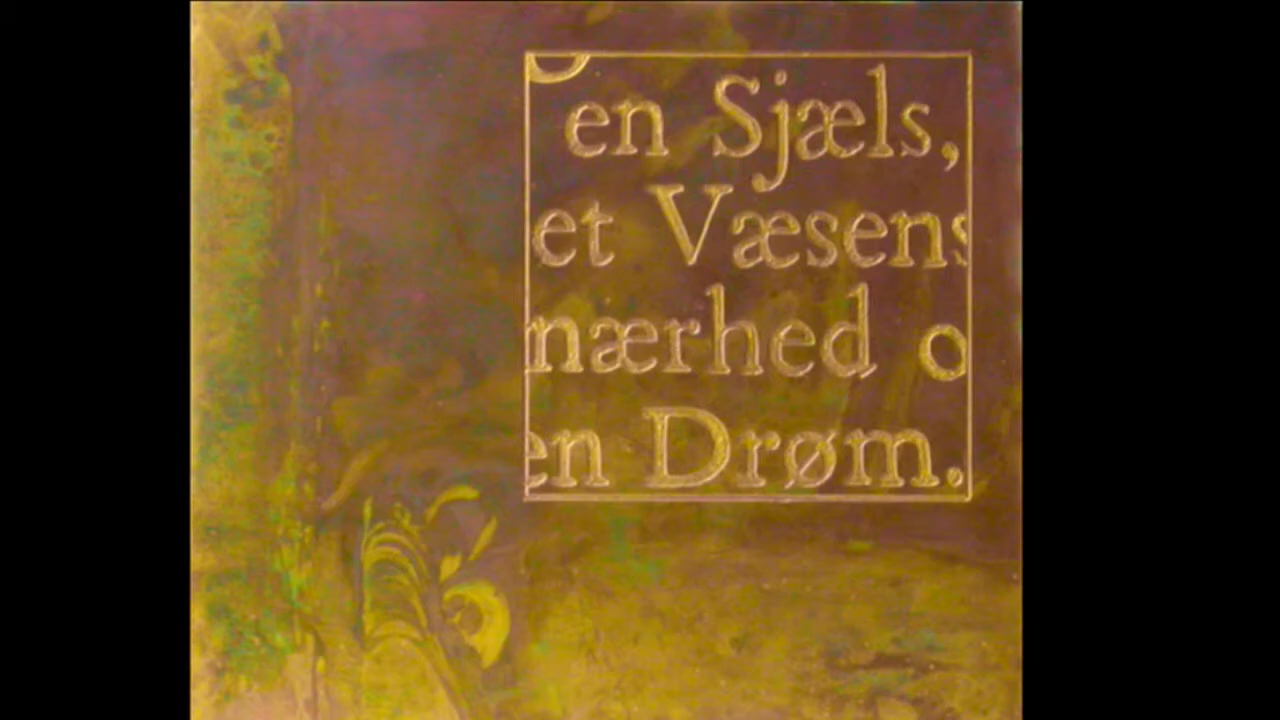 en Sjæls,
et Væsens
nærhed o
en Drøm.